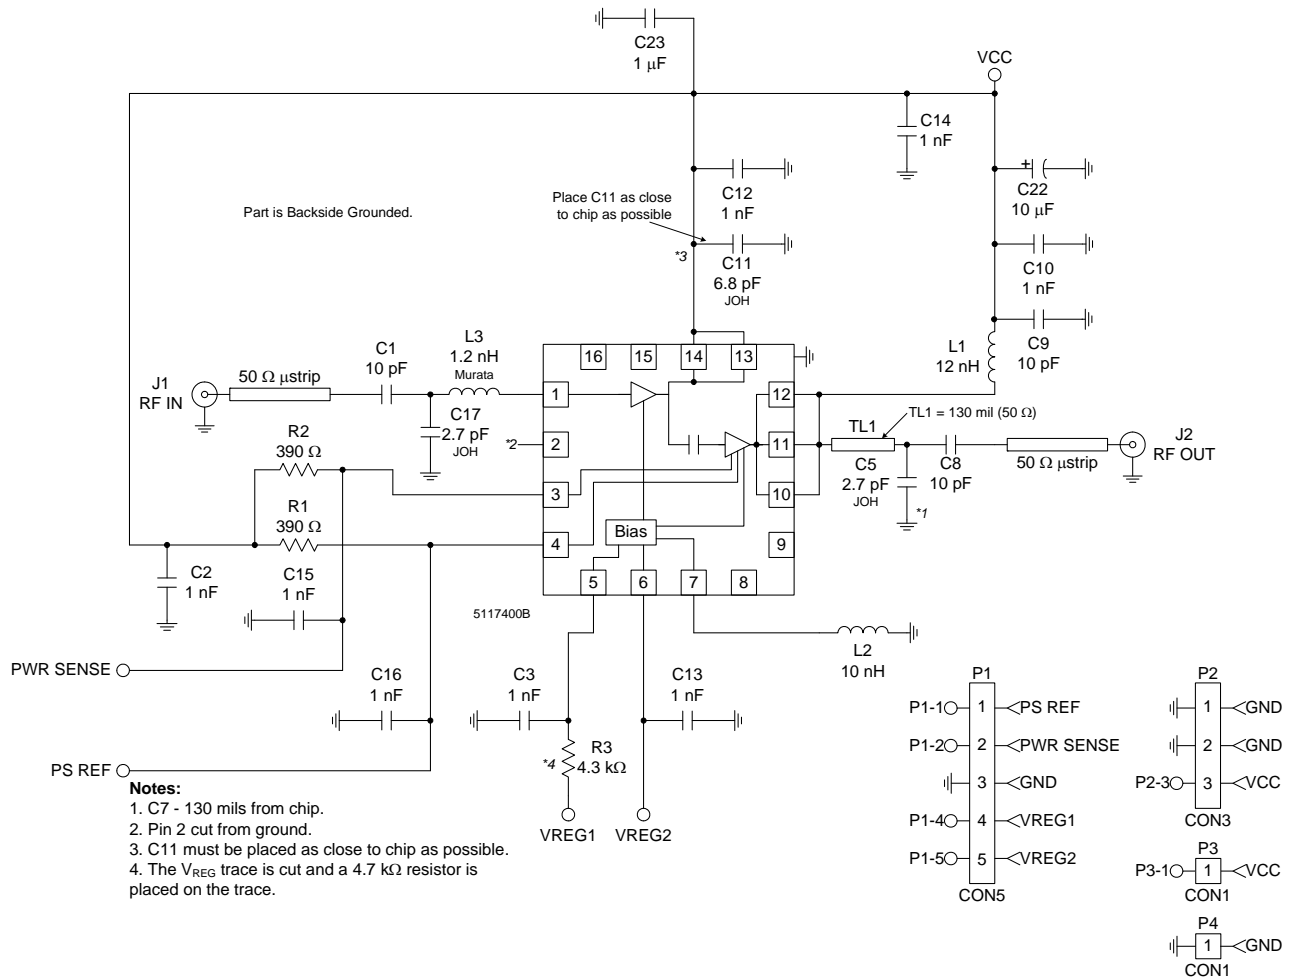 C23
1 µF
VCC
C14
1 nF
C12
1 nF
+
C22
10 µF
Place C11 as close
to chip as possible
Part is Backside Grounded.
*3
C11
6.8 pF
JOH
C10
1 nF
C9
10 pF
L1
12 nH
L3
1.2 nH
Murata
C1
10 pF
J1
RF IN
50 Ω µstrip
C17
2.7 pF
JOH
16
15
14
13
1
2
3
4
*2
12
11
10
9
5
6
7
8
Bias
TL1
TL1 = 130 mil (50 Ω)
C5
2.7 pF
JOH
*1
C8
10 pF
50 Ω µstrip
J2
RF OUT
R2
390 Ω
R1
390 Ω
C2
1 nF
C15
1 nF
5117400B
PWR SENSE
C16
1 nF
PS REF
C3
1 nF
C13
1 nF
L2
10 nH
*4
R3
4.3 kΩ
VREG1
VREG2
Notes:
1. C7 - 130 mils from chip.
2. Pin 2 cut from ground.
3. C11 must be placed as close to chip as possible.
4. The VREG trace is cut and a 4.7 kΩ resistor is
placed on the trace.
P1
P1-1 1 PS REF
P1-2 2 PWR SENSE
3 GND
P1-4 4 VREG1
P1-5 5 VREG2
CON5
P2
1 GND
2 GND
P2-3 3 VCC
CON3
P3
P3-1 1 VCC
CON1
P4
1 GND
CON1